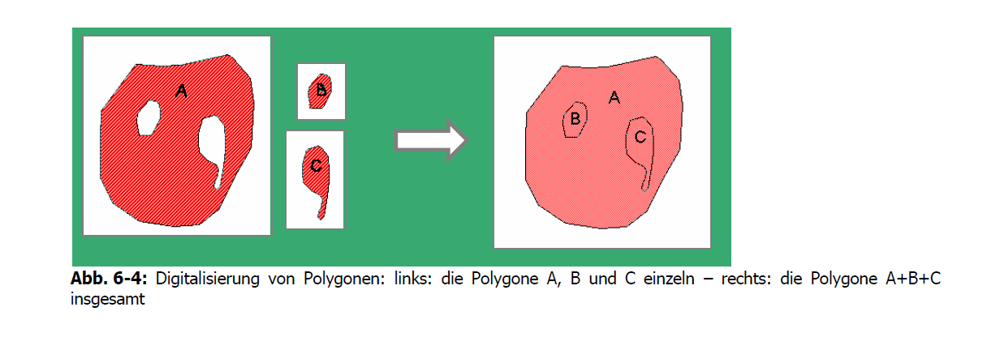 A
B
C
A
B
C
Abb. 6-4: Digitalisierung von Polygonen: links: die Polygone A, B und C einzeln – rechts: die Polygone A+B+C
insgesamt